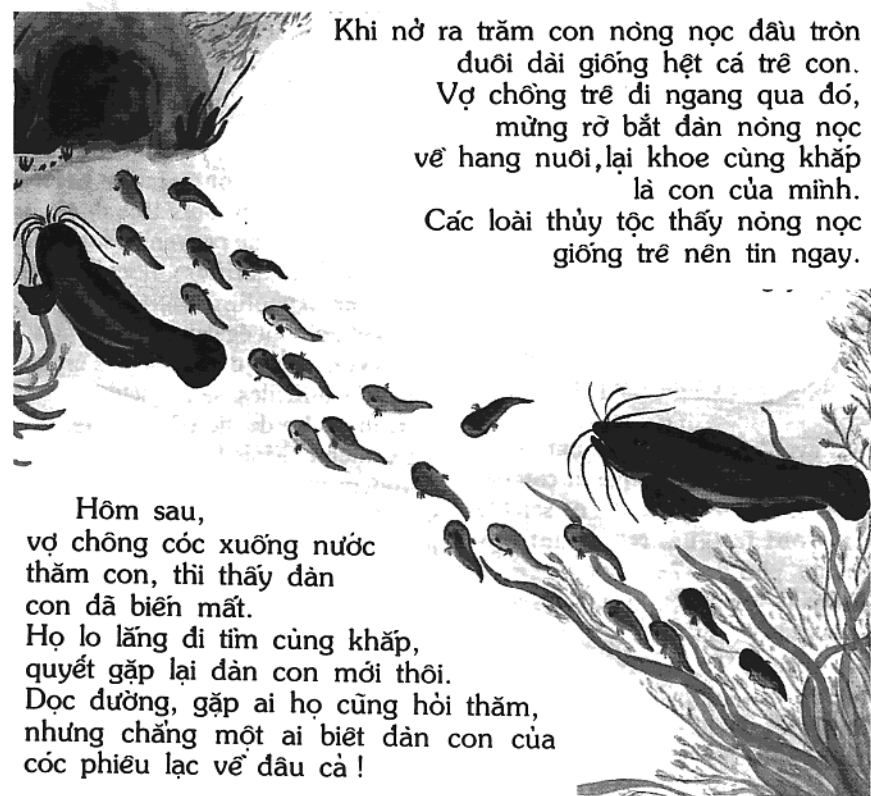 Khi nở ra trăm con nòng nọc đầu tròn
đuôi dài giống hệt cá trê con.
Vợ chồng trê đi ngang qua đó,
mừng rỡ bắt đàn nòng nọc
về hang nuôi, lại khoe cùng khắp
là con của mình.
Các loài thủy tộc thấy nòng nọc
giống trê nên tin ngay.
Hôm sau,
vợ chồng cóc xuống nước
thăm con, thì thấy đàn
con đã biến mất.
Họ lo lắng đi tìm cùng khắp,
quyết gặp lại đàn con mới thôi.
Dọc đường, gặp ai họ cũng hỏi thăm,
nhưng chẳng một ai biết đàn con của
cóc phiêu lạc về đâu cả !